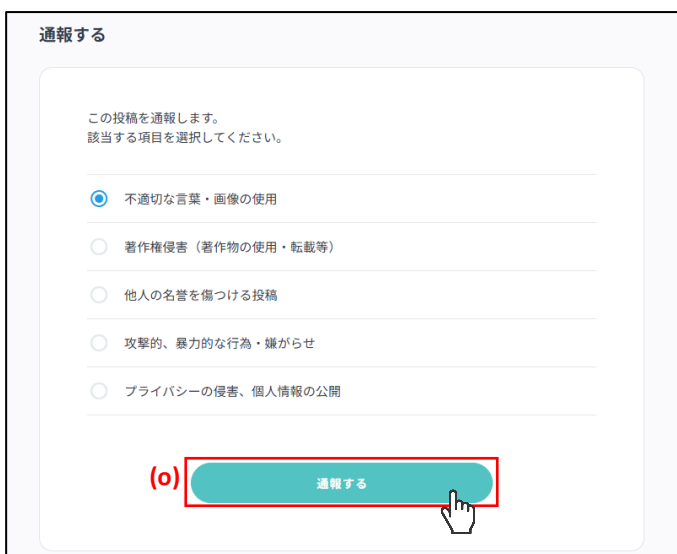 通報する
この投稿を通報します。
該当する項目を選択してください。
不適切な言葉・画像の使用
著作権侵害（著作物の使用・転載等）
他人の名誉を傷つける投稿
攻撃的、暴力的な行為・嫌がらせ
プライバシーの侵害、個人情報の公開
(o) 通報する